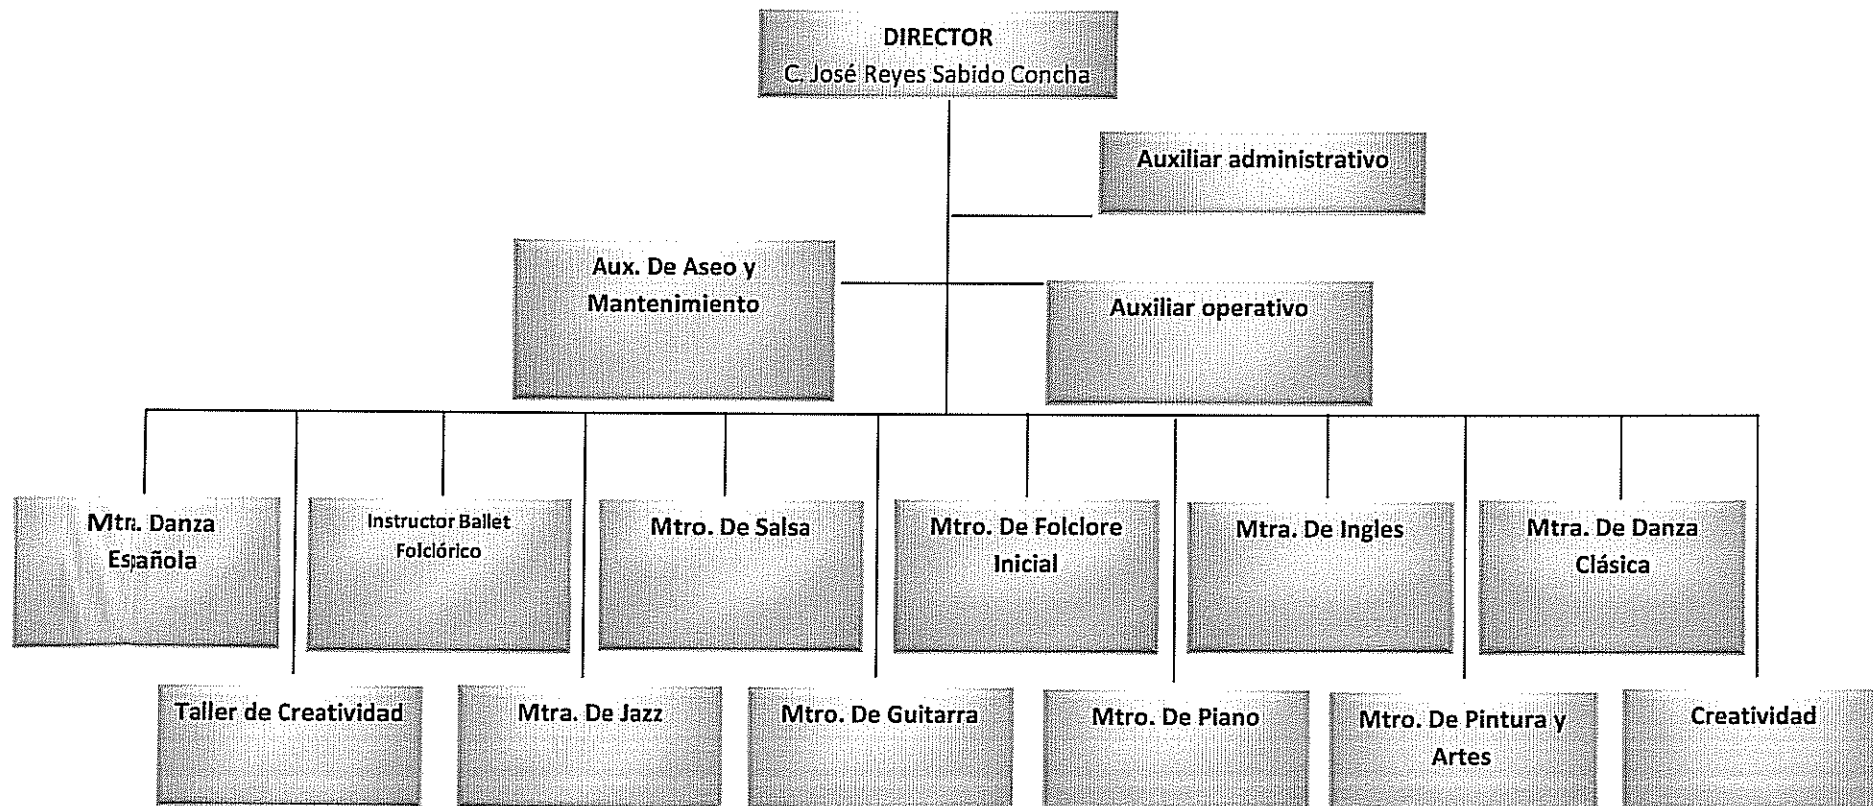 DIRECTOR
C. José Reyes Sabido Concha
Auxiliar administrativo
Aux. De Aseo y
Mantenimiento
Auxiliar operativo
Mtra. Danza
Española
Instructor Ballet
Folclórico
Mtro. De Salsa
Mtro. De Folclore
Inicial
Mtra. De Ingles
Mtra. De Danza
Clásica
Taller de Creatividad
Mtra. De Jazz
Mtro. De Guitarra
Mtro. De Piano
Mtro. De Pintura y
Artes
Creatividad